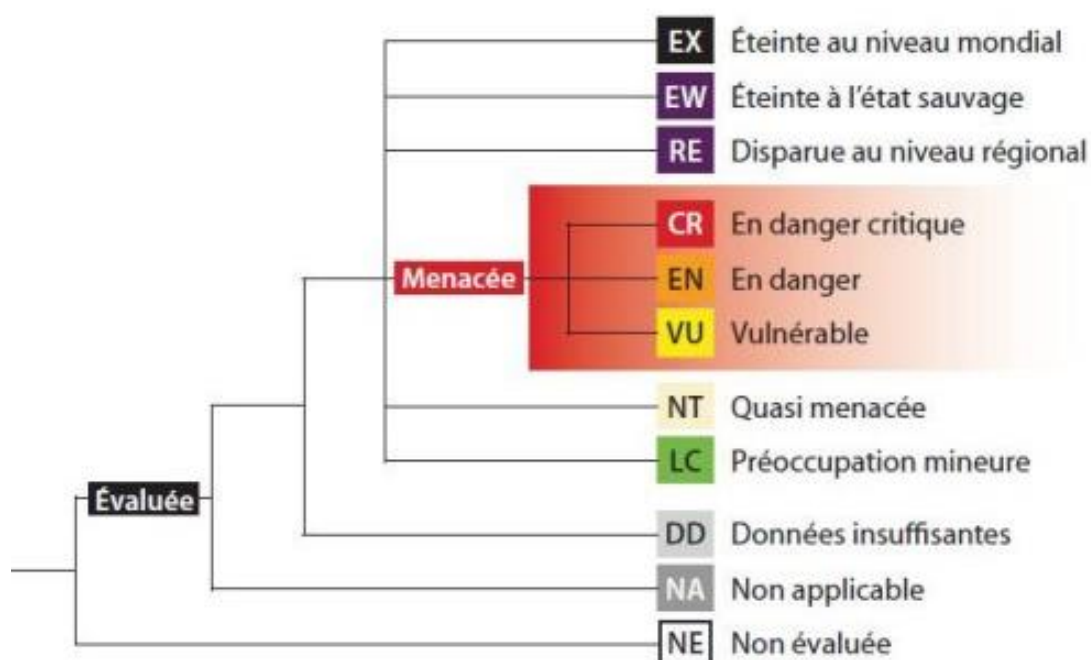 EX Éteinte au niveau mondial
EW Éteinte à l'état sauvage
RE Disparue au niveau régional
CR En danger critique
Menacée
EN En danger
VU Vulnérable
NT Quasi menacée
LC Préoccupation mineure
Évaluée
DD Données insuffisantes
NA Non applicable
NE Non évaluée